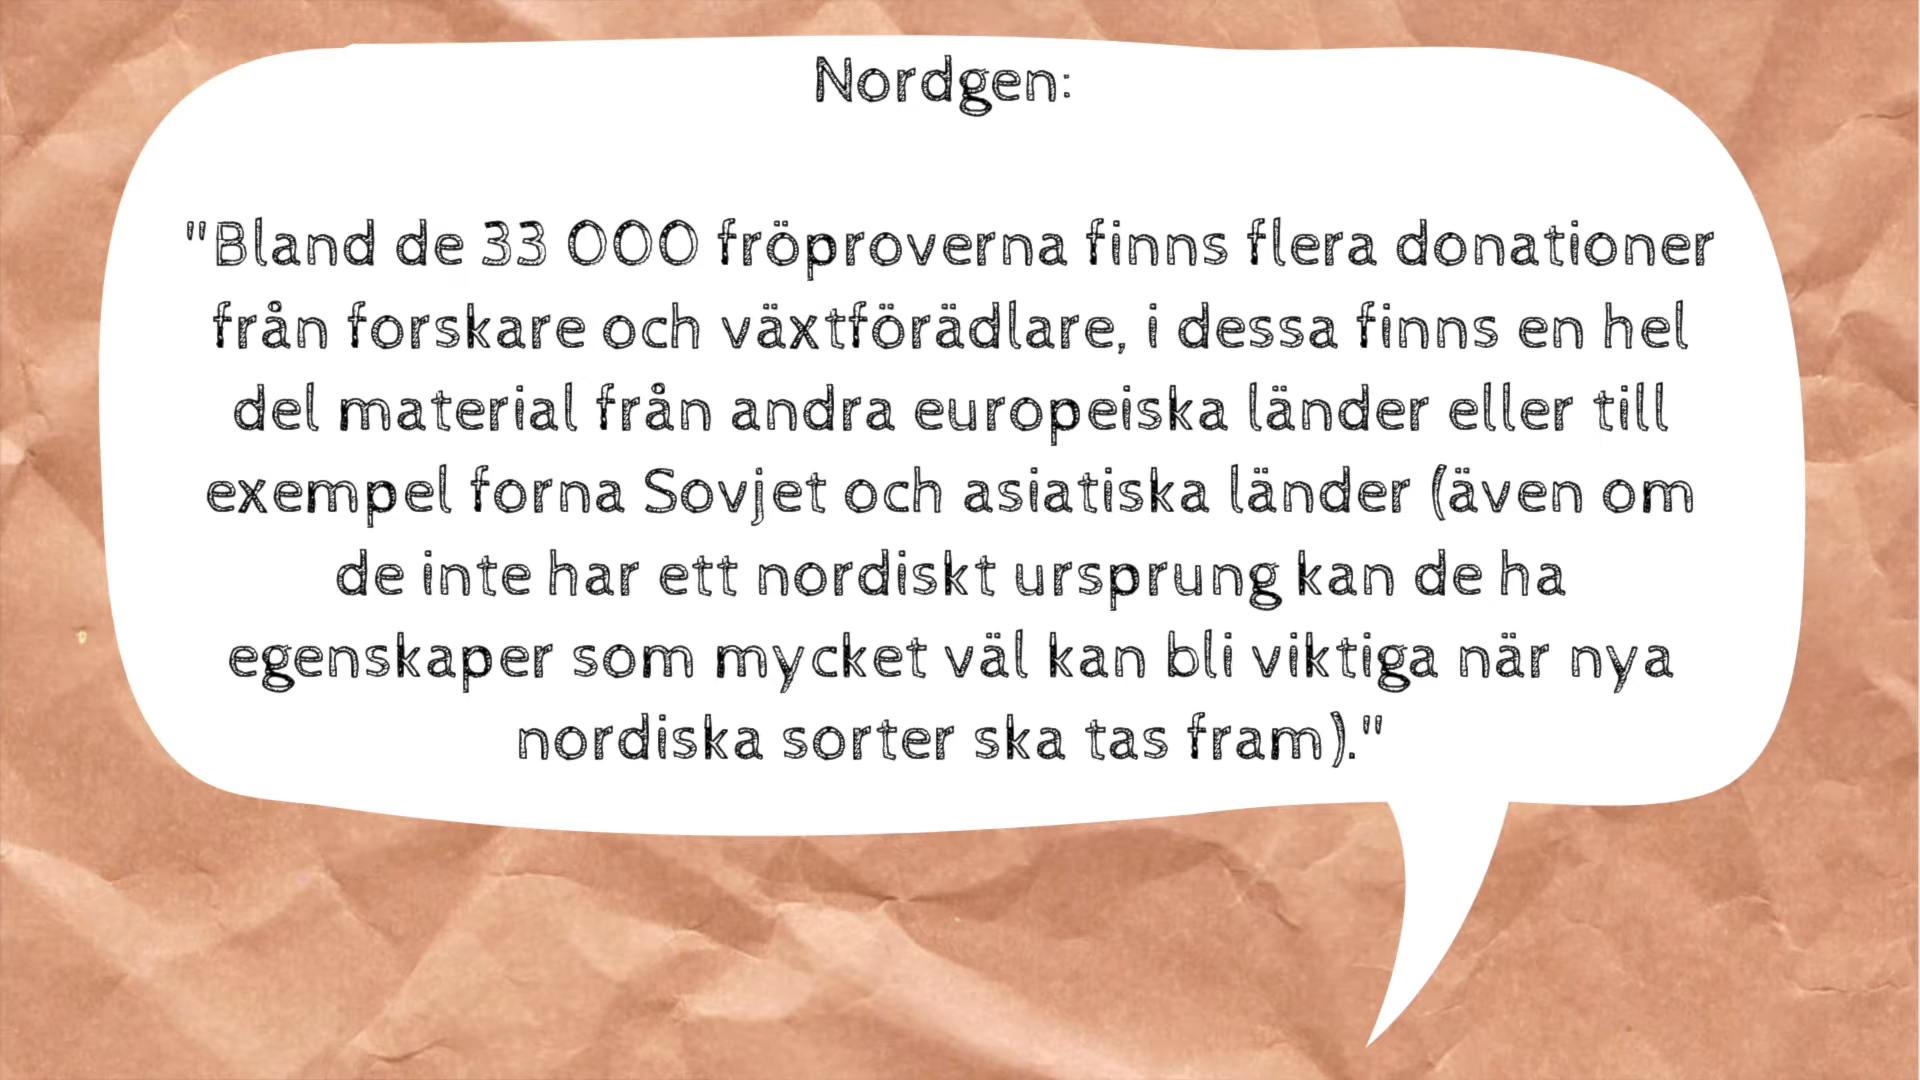 Nordgen:
"Bland de 33 000 fröproverna finns flera donationer
från forskare och växtförädlare, i dessa finns en hel
del material från andra europeiska länder eller till
exempel forna Sovjet och asiatiska länder (även om
de inte har ett nordiskt ursprung kan de ha
egenskaper som mycket väl kan bli viktiga när nya
nordiska sorter ska tas fram)."